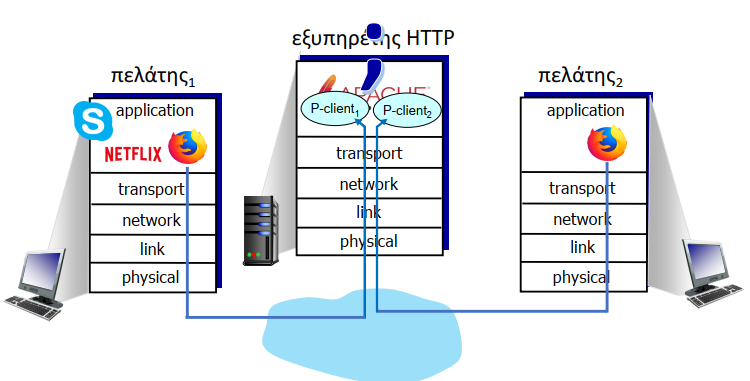 εξυπηρέτης HTTP
πελάτης1
application
NETFLIX
transport
network
link
physical
APACHE
P-client1
P-client2
transport
network
link
physical
πελάτης2
application
transport
network
link
physical